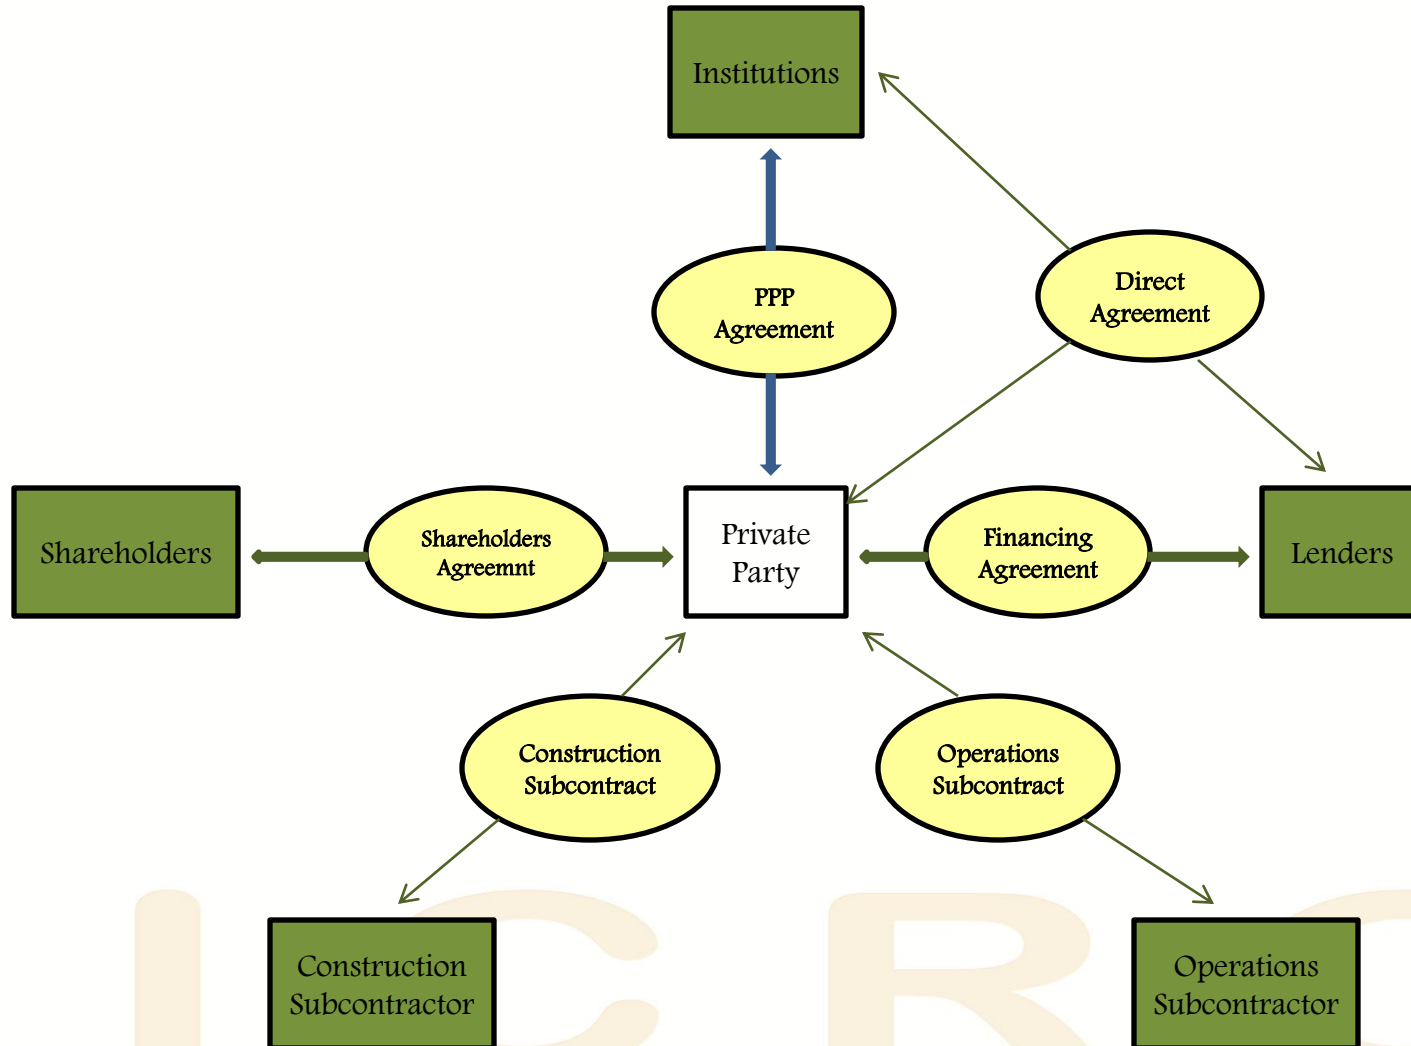 Institutions
Direct
Agreement
PPP
Agreement
Shareholders
Shareholders
Agreemnt
Private
Party
Financing
Agreement
Lenders
Construction
Subcontract
Operations
Subcontract
Construction
Subcontractor
Operations
Subcontractor
I C R C